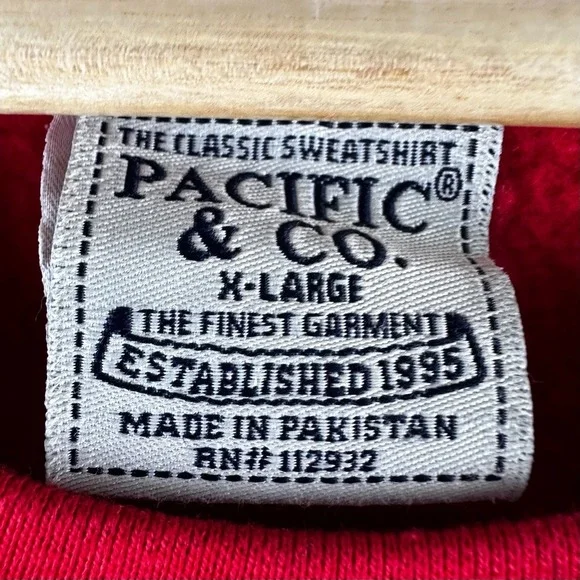 THE CLASSIC SWEATSHIRT
PACIFIC®
& CO.
X-LARGE
THE FINEST GARMENT
ESTABLISHED 1995
MADE IN PAKISTAN
RN# 112932